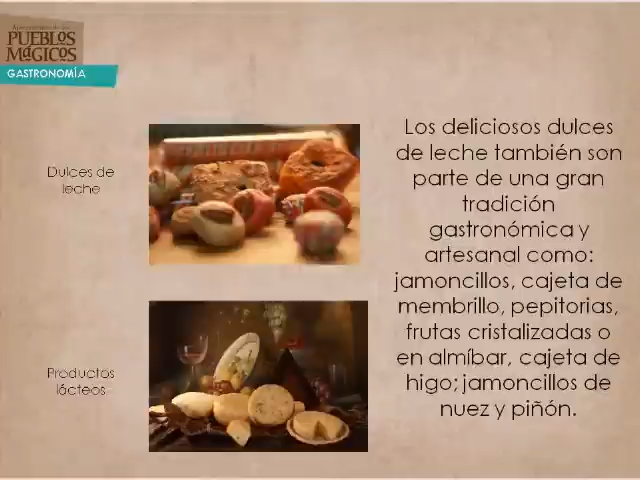 PUEBLOS
MáGICOS
GASTRONOMÍA
Dulces de
leche
Productos
lácteos
Los deliciosos dulces
de leche también son
parte de una gran
tradición
gastronómica y
artesanal como:
jamoncillos, cajeta de
membrillo, pepitorias,
frutas cristalizadas o
en almíbar, cajeta de
higo; jamoncillos de
nuez y piñón.